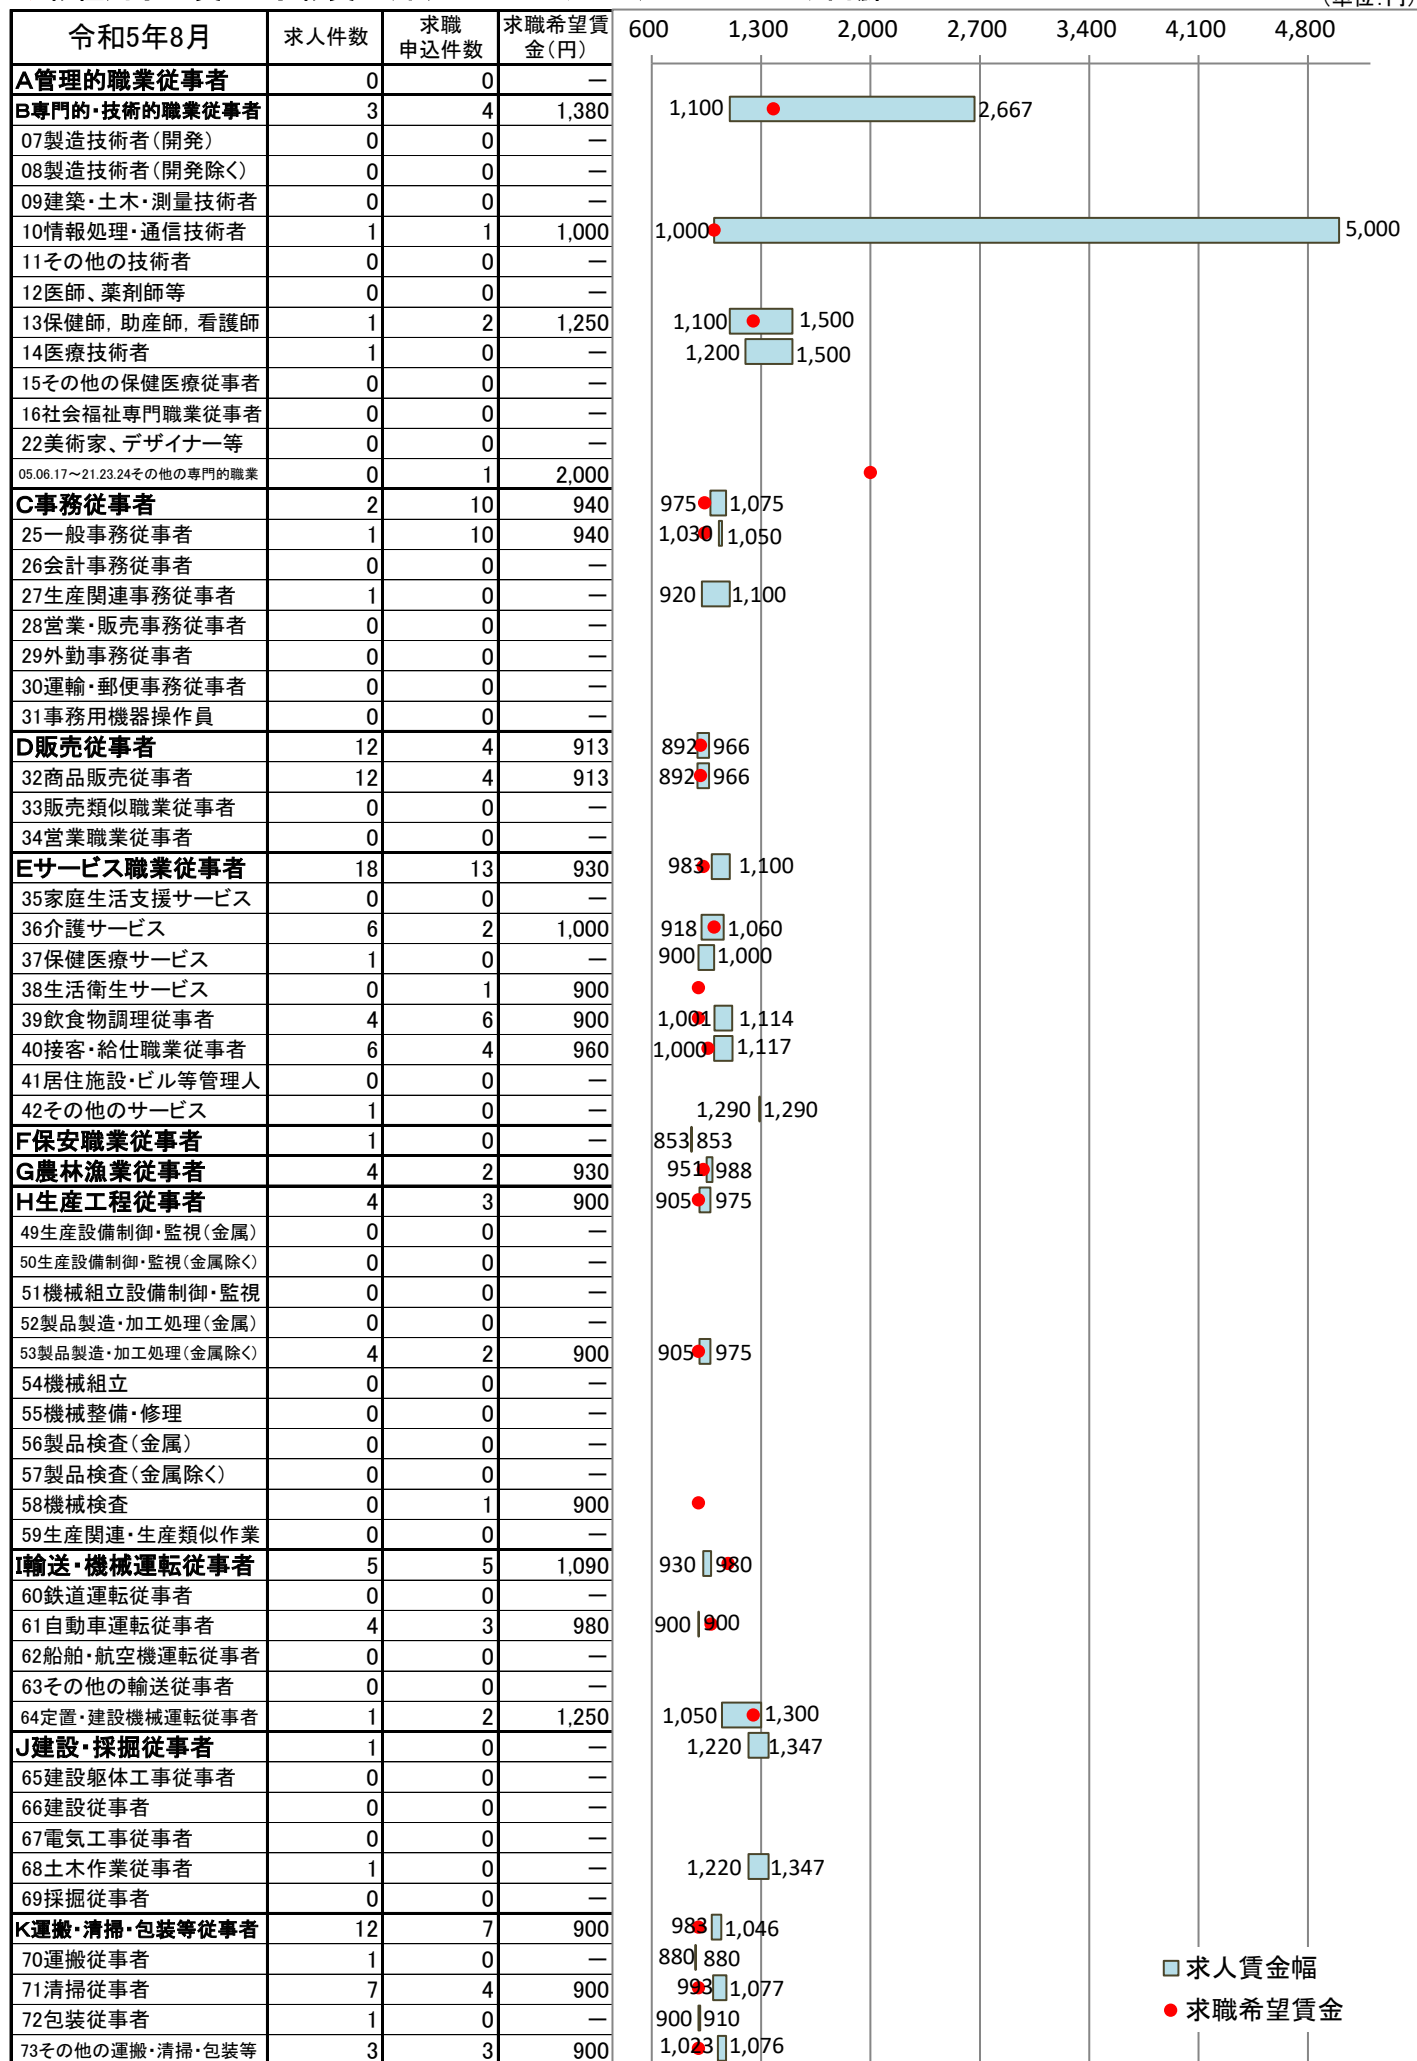 (単位:円)
令和5年8月 求人件数 求職申込件数 求職希望賃金(円) 600 1,300 2,000 2,700 3,400 4,100 4,800
A管理的職業従事者 0 0 ―
B専門的・技術的職業従事者 3 4 1,380 1,100 2,667
07製造技術者(開発) 0 0 ―
08製造技術者(開発除く) 0 0 ―
09建築・土木・測量技術者 0 0 ―
10情報処理・通信技術者 1 1 1,000 1,000 5,000
11その他の技術者 0 0 ―
12医師、薬剤師等 0 0 ―
13保健師, 助産師, 看護師 1 2 1,250 1,100 1,500
14医療技術者 1 0 ― 1,200 1,500
15その他の保健医療従事者 0 0 ―
16社会福祉専門職業従事者 0 0 ―
22美術家、デザイナー等 0 0 ―
05.06.17～21.23.24その他の専門的職業 0 1 2,000
C事務従事者 2 10 940 975 1,075
25一般事務従事者 1 10 940 1,030 1,050
26会計事務従事者 0 0 ―
27生産関連事務従事者 1 0 ― 920 1,100
28営業・販売事務従事者 0 0 ―
29外勤事務従事者 0 0 ―
30運輸・郵便事務従事者 0 0 ―
31事務用機器操作員 0 0 ―
D販売従事者 12 4 913 892 966
32商品販売従事者 12 4 913 892 966
33販売類似職業従事者 0 0 ―
34営業職業従事者 0 0 ―
Eサービス職業従事者 18 13 930 983 1,100
35家庭生活支援サービス 0 0 ―
36介護サービス 6 2 1,000 918 1,060
37保健医療サービス 1 0 ― 900 1,000
38生活衛生サービス 0 1 900
39飲食物調理従事者 4 6 900 1,001 1,114
40接客・給仕職業従事者 6 4 960 1,000 1,117
41居住施設・ビル等管理人 0 0 ―
42その他のサービス 1 0 ― 1,290 1,290
F保安職業従事者 1 0 ― 853 853
G農林漁業従事者 4 2 930 951 988
H生産工程従事者 4 3 900 905 975
49生産設備制御・監視(金属) 0 0 ―
50生産設備制御・監視(金属除く) 0 0 ―
51機械組立設備制御・監視 0 0 ―
52製品製造・加工処理(金属) 0 0 ―
53製品製造・加工処理(金属除く) 4 2 900 905 975
54機械組立 0 0 ―
55機械整備・修理 0 0 ―
56製品検査(金属) 0 0 ―
57製品検査(金属除く) 0 0 ―
58機械検査 0 1 900
59生産関連・生産類似作業 0 0 ―
I輸送・機械運転従事者 5 5 1,090 930 980
60鉄道運転従事者 0 0 ―
61自動車運転従事者 4 3 980 900 900
62船舶・航空機運転従事者 0 0 ―
63その他の輸送従事者 0 0 ―
64定置・建設機械運転従事者 1 2 1,250 1,050 1,300
J建設・採掘従事者 1 0 ― 1,220 1,347
65建設躯体工事従事者 0 0 ―
66建設従事者 0 0 ―
67電気工事従事者 0 0 ―
68土木作業従事者 1 0 ― 1,220 1,347
69採掘従事者 0 0 ―
K運搬・清掃・包装等従事者 12 7 900 983 1,046
70運搬従事者 1 0 ― 880 880
71清掃従事者 7 4 900 993 1,077
72包装従事者 1 0 ― 900 910
73その他の運搬・清掃・包装等 3 3 900 1,023 1,076
求人賃金幅
求職希望賃金